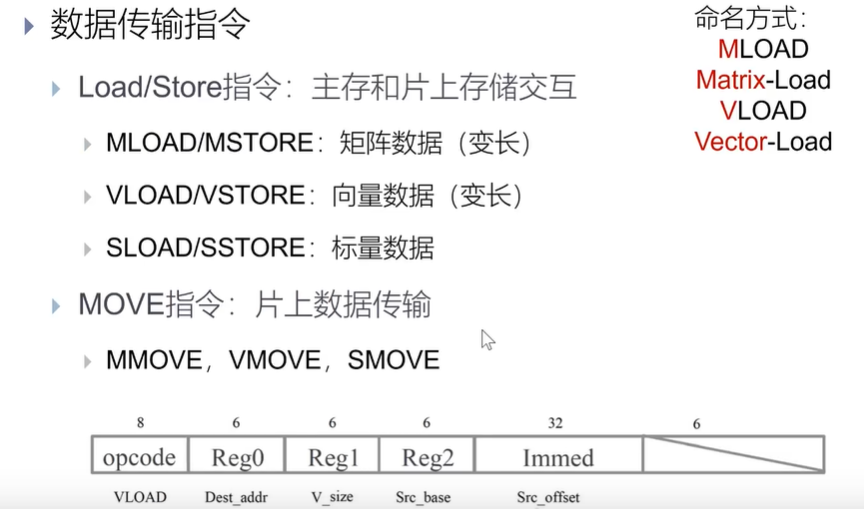 数据传输指令
Load/Store指令：主存和片上存储交互
MLOAD/MSTORE：矩阵数据（变长）
VLOAD/VSTORE：向量数据（变长）
SLOAD/SSTORE：标量数据
MOVE指令：片上数据传输
MMOVE，VMOVE，SMOVE
命名方式：
MLOAD
Matrix-Load
VLOAD
Vector-Load
8 6 6 6 32 6
opcode Reg0 Reg1 Reg2 Immed
VLOAD Dest_addr V_size Src_base Src_offset